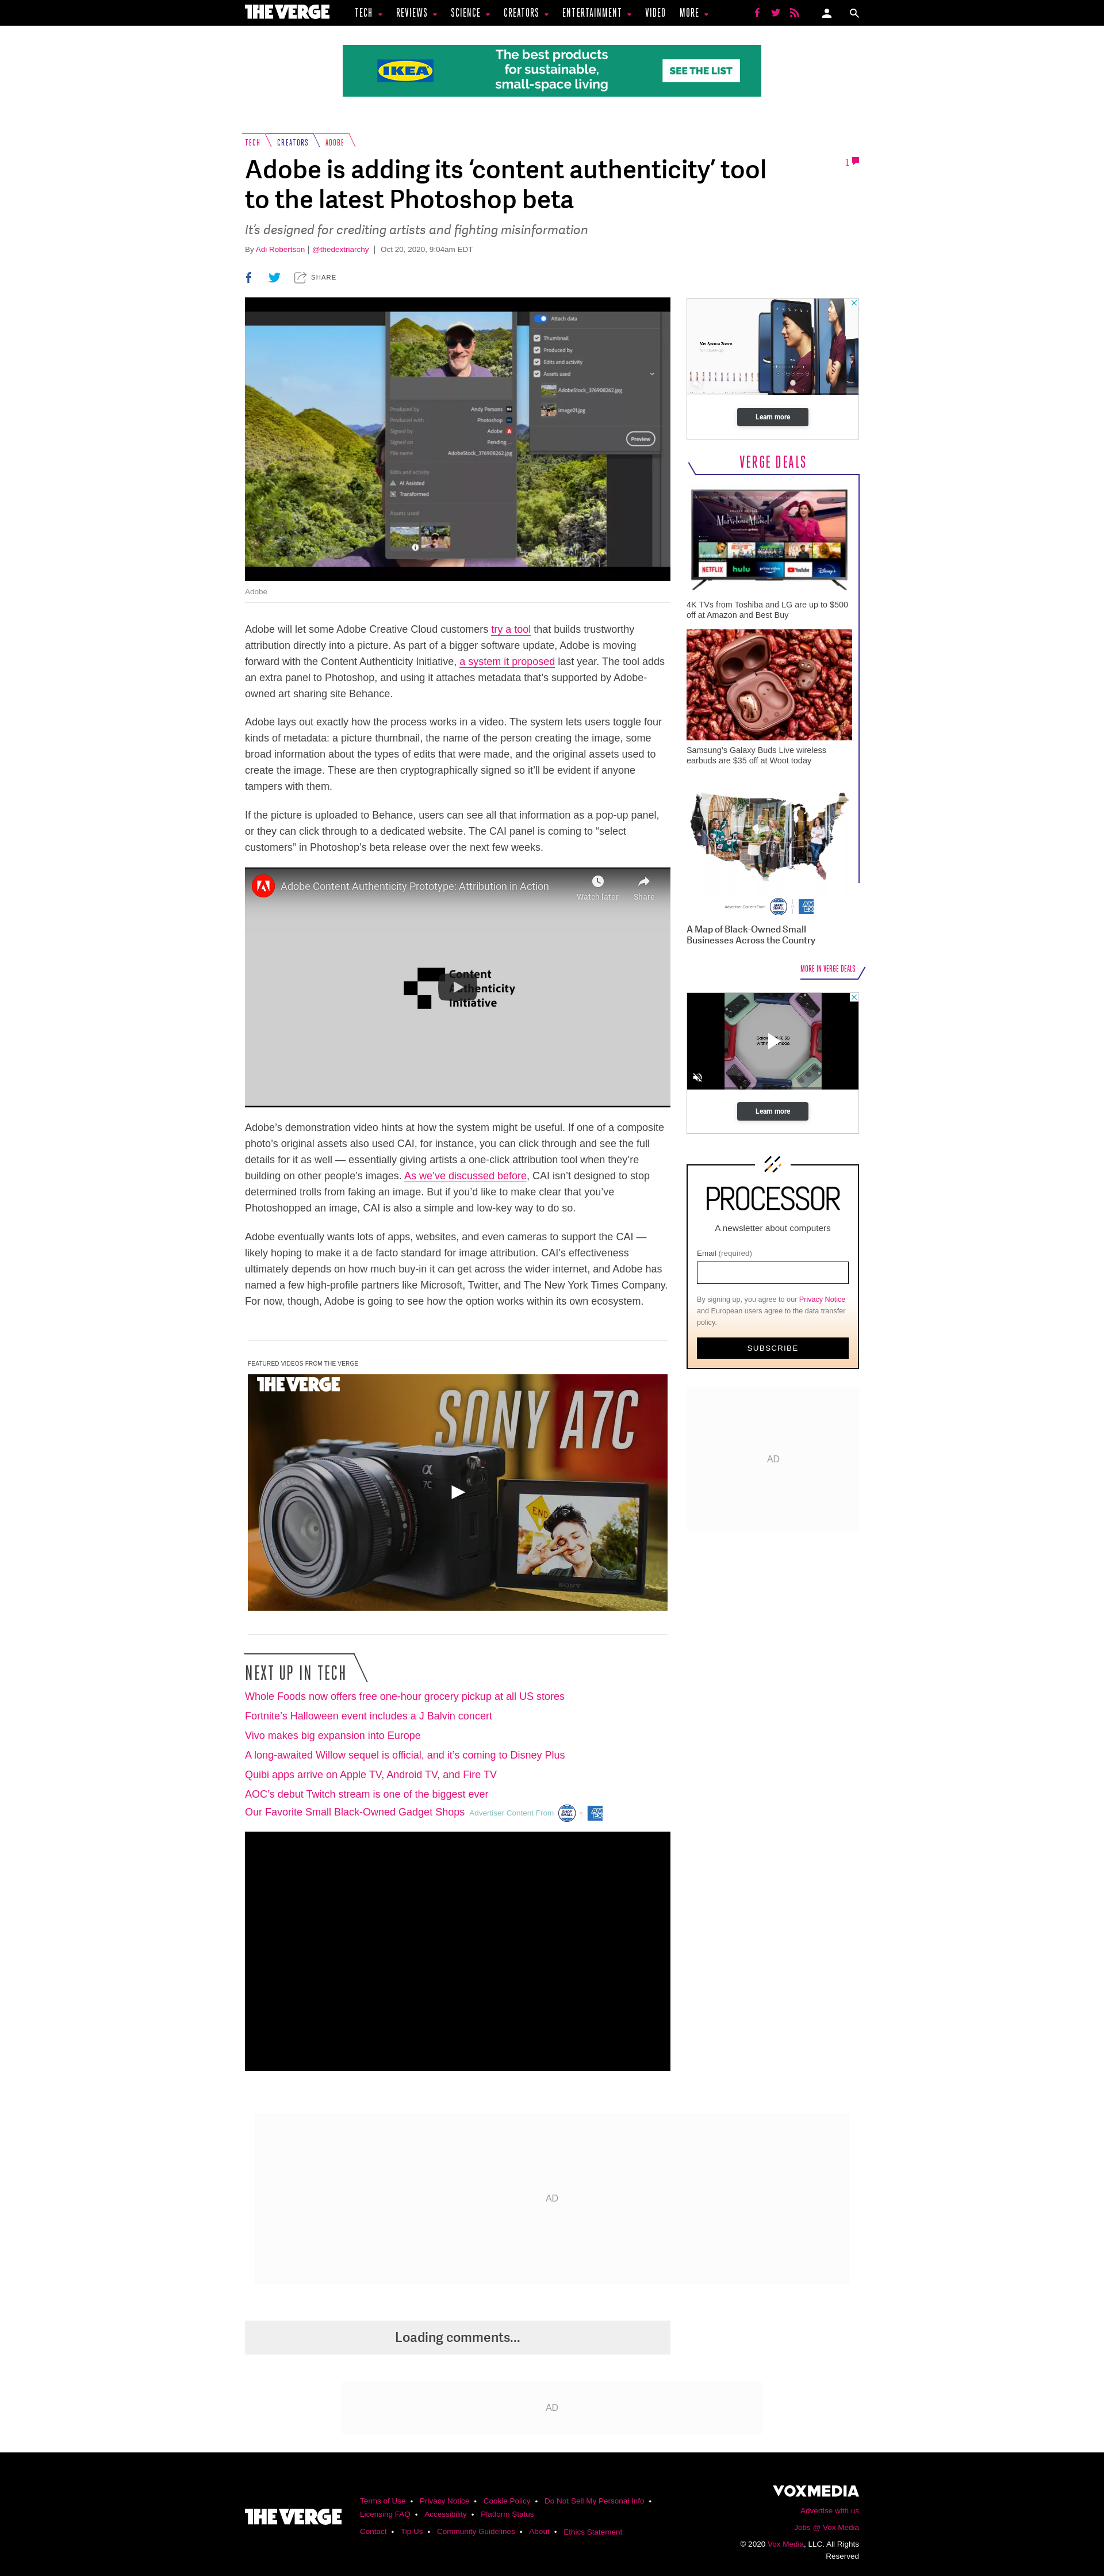 THE VERGE
TECH REVIEWS SCIENCE CREATORS ENTERTAINMENT VIDEO MORE
IKEA
The best products
for sustainable,
small-space living
SEE THE LIST
TECH CREATORS ADOBE
Adobe is adding its ‘content authenticity’ tool
to the latest Photoshop beta
1
It’s designed for crediting artists and fighting misinformation
By Adi Robertson | @thedextriarchy | Oct 20, 2020, 9:04am EDT
SHARE
Attach data
Thumbnail
Produced by
Edits and activity
Assets used
AdobeStock_376908262.jpg
image01.jpg
Preview
Produced by Andy Parsons
Produced with Photoshop
Signed by Adobe
Signed on Pending ...
File name AdobeStock_376908262.jpg
Edits and activity
AI Assisted
Transformed
Assets used
Adobe
Adobe will let some Adobe Creative Cloud customers try a tool that builds trustworthy
attribution directly into a picture. As part of a bigger software update, Adobe is moving
forward with the Content Authenticity Initiative, a system it proposed last year. The tool adds
an extra panel to Photoshop, and using it attaches metadata that’s supported by Adobe-
owned art sharing site Behance.
Adobe lays out exactly how the process works in a video. The system lets users toggle four
kinds of metadata: a picture thumbnail, the name of the person creating the image, some
broad information about the types of edits that were made, and the original assets used to
create the image. These are then cryptographically signed so it’ll be evident if anyone
tampers with them.
If the picture is uploaded to Behance, users can see all that information as a pop-up panel,
or they can click through to a dedicated website. The CAI panel is coming to “select
customers” in Photoshop’s beta release over the next few weeks.
Adobe Content Authenticity Prototype: Attribution in Action
Watch later
Share
Content
Authenticity
Initiative
Adobe’s demonstration video hints at how the system might be useful. If one of a composite
photo’s original assets also used CAI, for instance, you can click through and see the full
details for it as well — essentially giving artists a one-click attribution tool when they’re
building on other people’s images. As we’ve discussed before, CAI isn’t designed to stop
determined trolls from faking an image. But if you’d like to make clear that you’ve
Photoshopped an image, CAI is also a simple and low-key way to do so.
Adobe eventually wants lots of apps, websites, and even cameras to support the CAI —
likely hoping to make it a de facto standard for image attribution. CAI’s effectiveness
ultimately depends on how much buy-in it can get across the wider internet, and Adobe has
named a few high-profile partners like Microsoft, Twitter, and The New York Times Company.
For now, though, Adobe is going to see how the option works within its own ecosystem.
FEATURED VIDEOS FROM THE VERGE
THE VERGE
SONY A7C
α
7C
END
SONY
NEXT UP IN TECH
Whole Foods now offers free one-hour grocery pickup at all US stores
Fortnite’s Halloween event includes a J Balvin concert
Vivo makes big expansion into Europe
A long-awaited Willow sequel is official, and it’s coming to Disney Plus
Quibi apps arrive on Apple TV, Android TV, and Fire TV
AOC’s debut Twitch stream is one of the biggest ever
Our Favorite Small Black-Owned Gadget Shops Advertiser Content From SHOP SMALL
10x Space Zoom
Learn more
VERGE DEALS
Marvelous Maisel
NETFLIX hulu prime video YouTube Disney+
4K TVs from Toshiba and LG are up to $500
off at Amazon and Best Buy
Samsung’s Galaxy Buds Live wireless
earbuds are $35 off at Woot today
Advertiser Content From SHOP SMALL
A Map of Black-Owned Small
Businesses Across the Country
MORE IN VERGE DEALS
Learn more
PROCESSOR
A newsletter about computers
Email (required)
By signing up, you agree to our Privacy Notice
and European users agree to the data transfer
policy.
SUBSCRIBE
AD
AD
Loading comments...
AD
THE VERGE
Terms of Use • Privacy Notice • Cookie Policy • Do Not Sell My Personal Info •
Licensing FAQ • Accessibility • Platform Status
Contact • Tip Us • Community Guidelines • About • Ethics Statement
VOXMEDIA
Advertise with us
Jobs @ Vox Media
© 2020 Vox Media, LLC. All Rights
Reserved